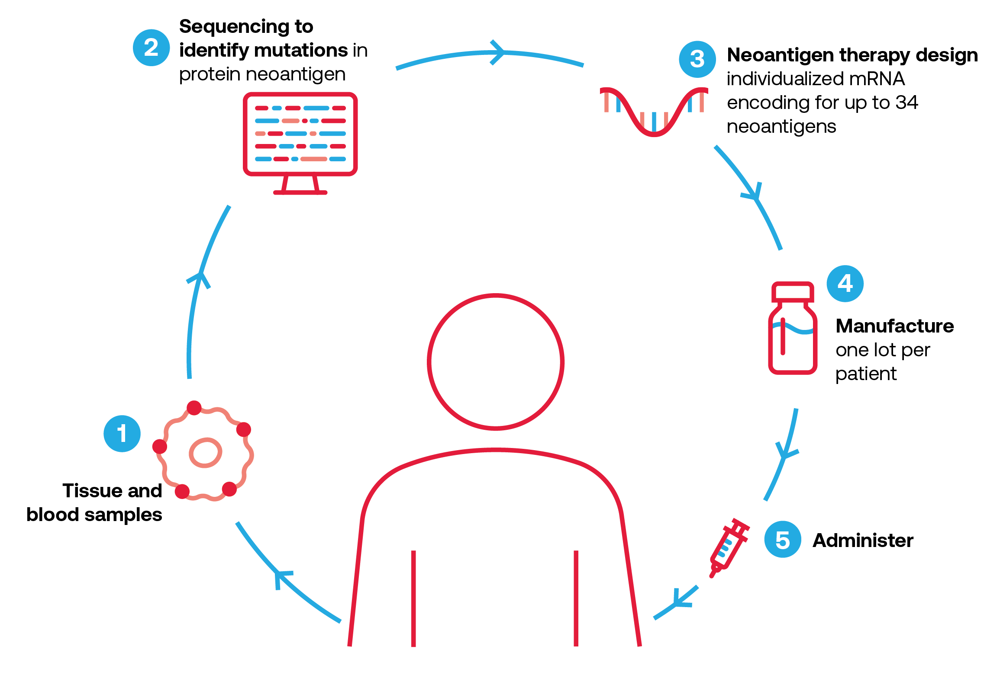 1
Tissue and
blood samples
2
Sequencing to
identify mutations in
protein neoantigen
3
Neoantigen therapy design
individualized mRNA
encoding for up to 34
neoantigens
4
Manufacture
one lot per
patient
5
Administer